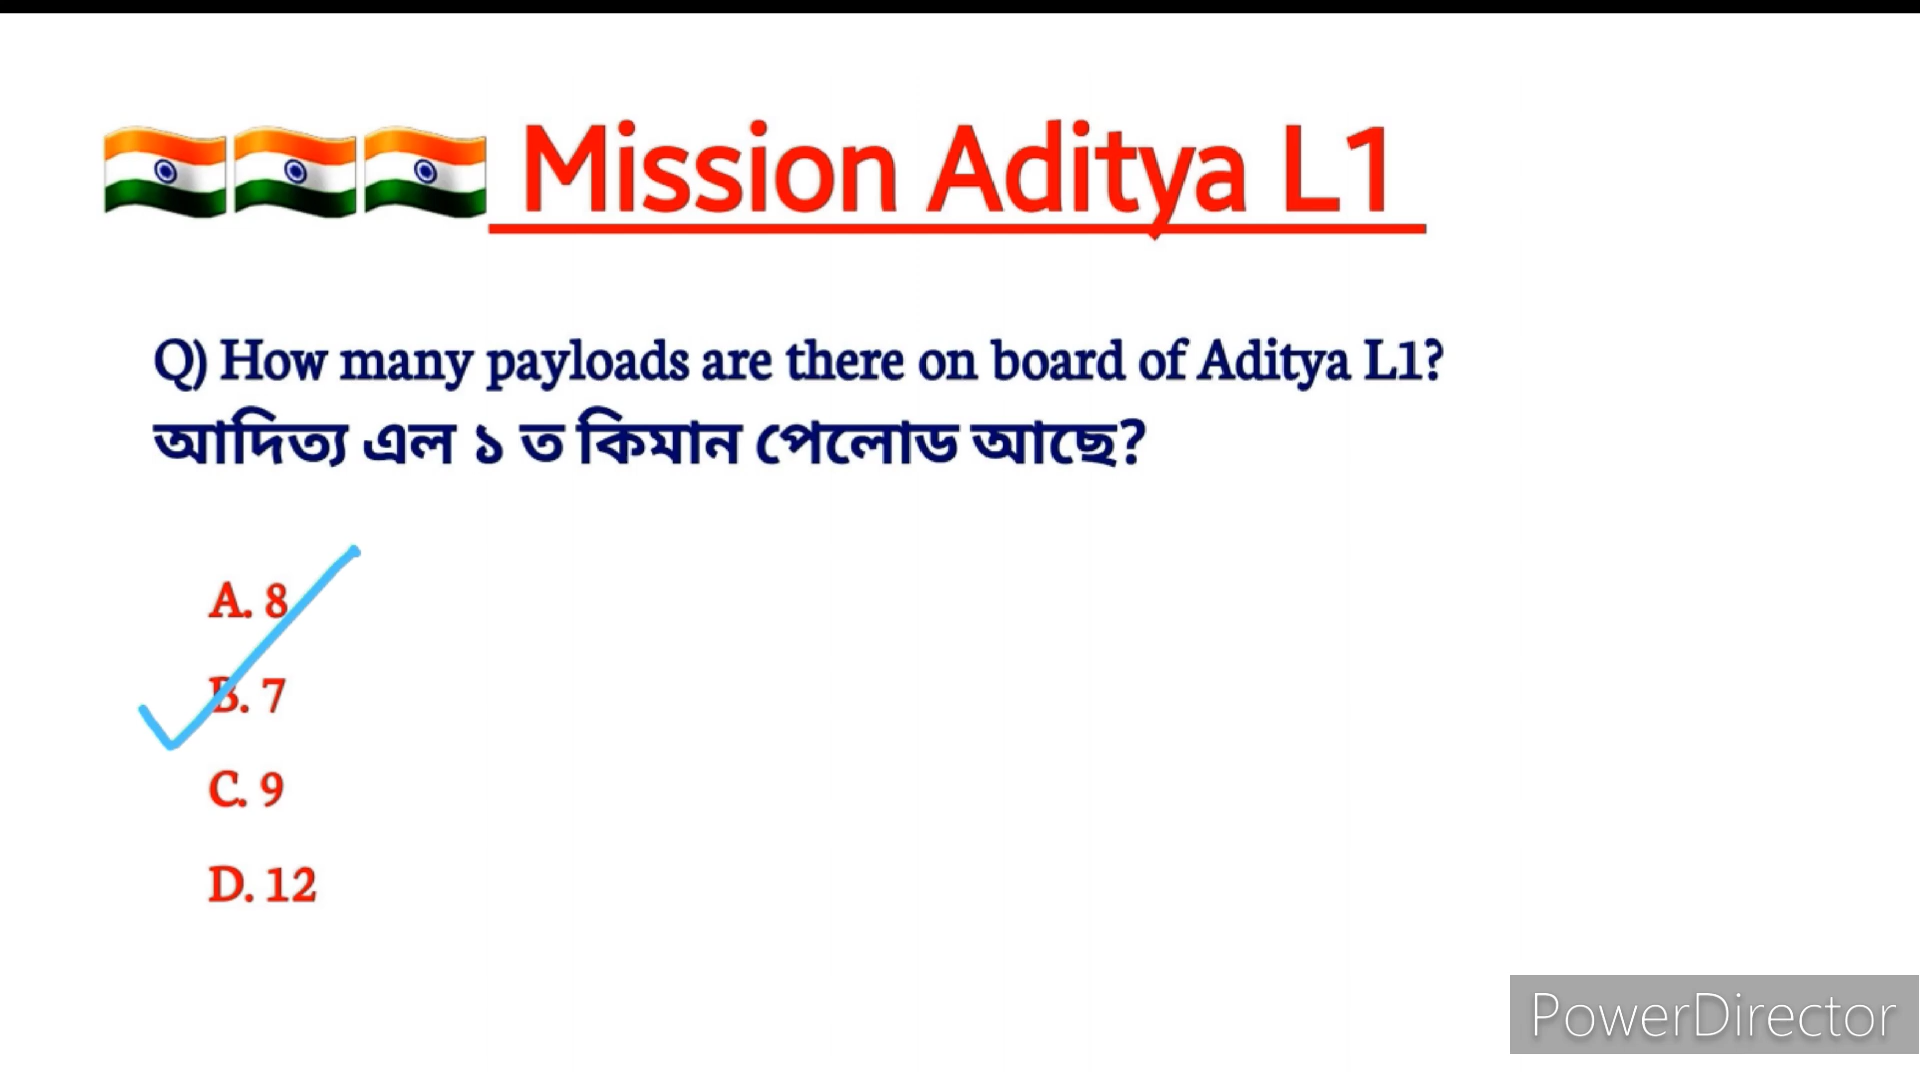 Mission Aditya L1
Q) How many payloads are there on board of Aditya L1?
আদিত্য এল ১ ত কিমান পেলোড আছে?
A. 8
B. 7
C. 9
D. 12
PowerDirector